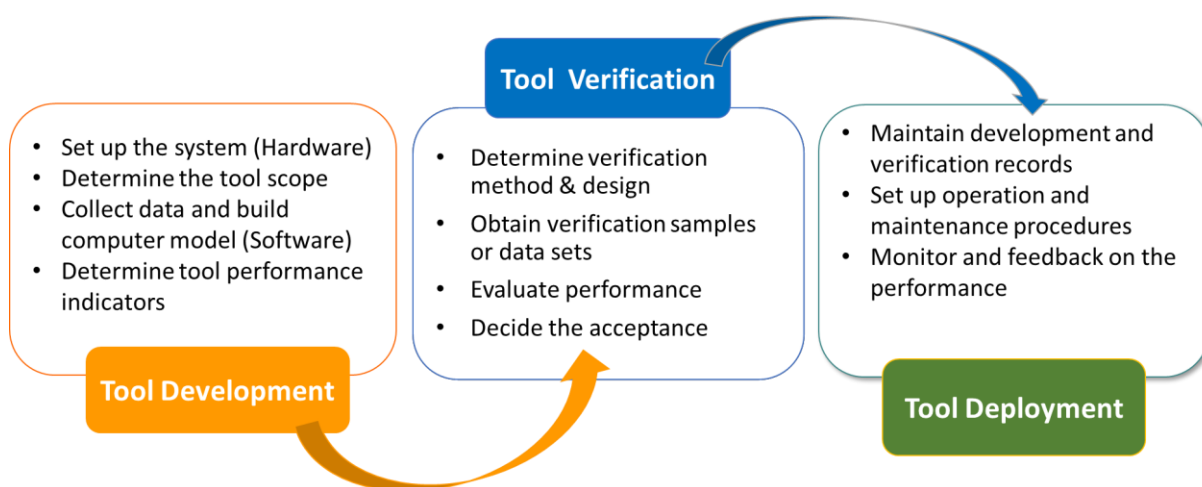 • Set up the system (Hardware)
• Determine the tool scope
• Collect data and build
computer model (Software)
• Determine tool performance
indicators
Tool Development
Tool Verification
• Determine verification
method & design
• Obtain verification samples
or data sets
• Evaluate performance
• Decide the acceptance
• Maintain development and
verification records
• Set up operation and
maintenance procedures
• Monitor and feedback on the
performance
Tool Deployment